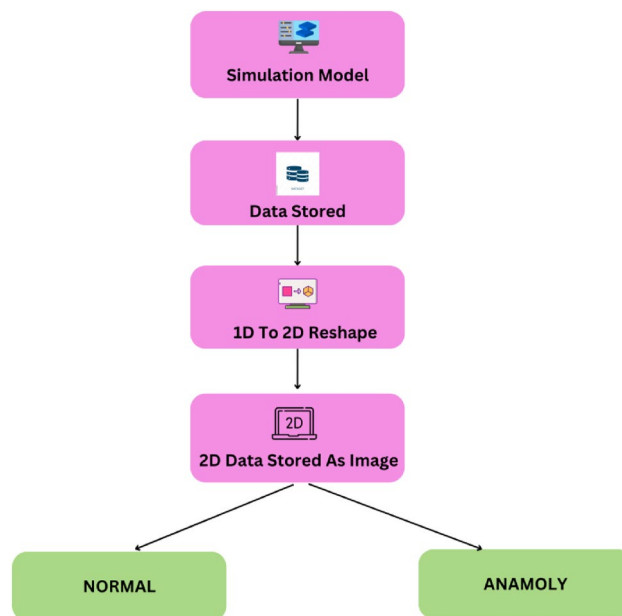 Simulation Model
Data Stored
1D To 2D Reshape
2D
2D Data Stored As Image
NORMAL
ANAMOLY